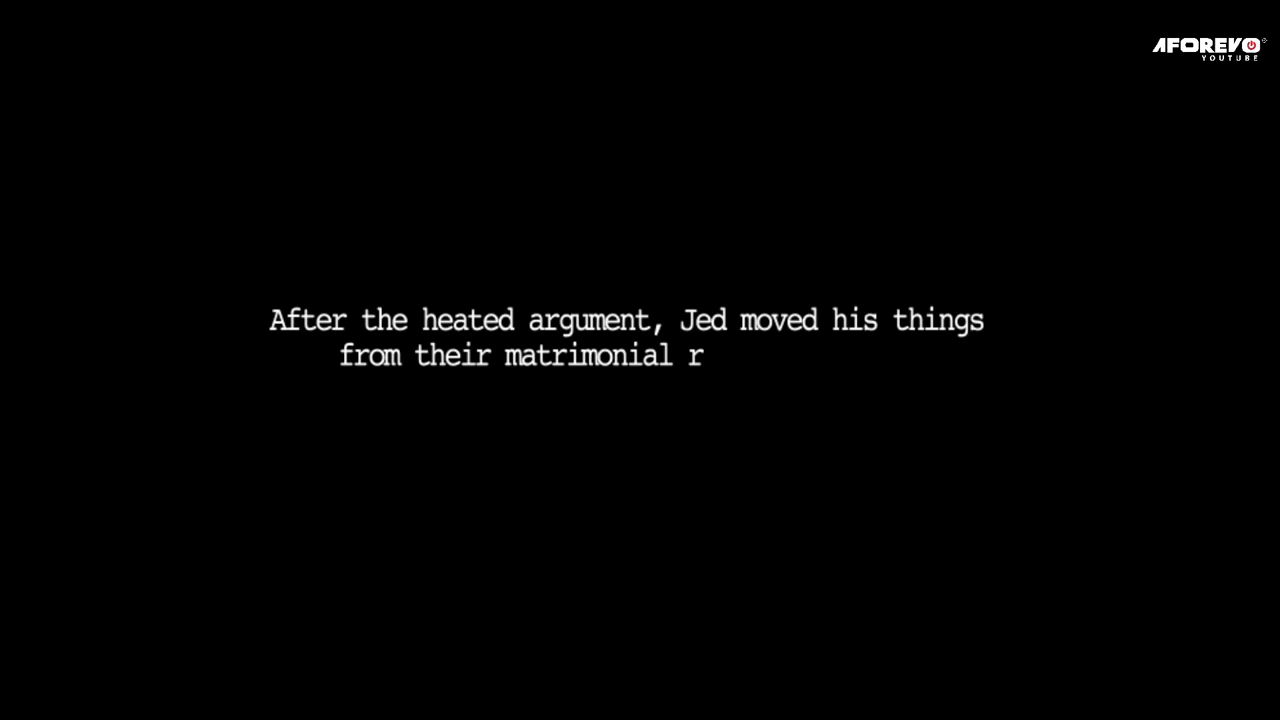 AFOREVO
YOUTUBE
After the heated argument, Jed moved his things
from their matrimonial r